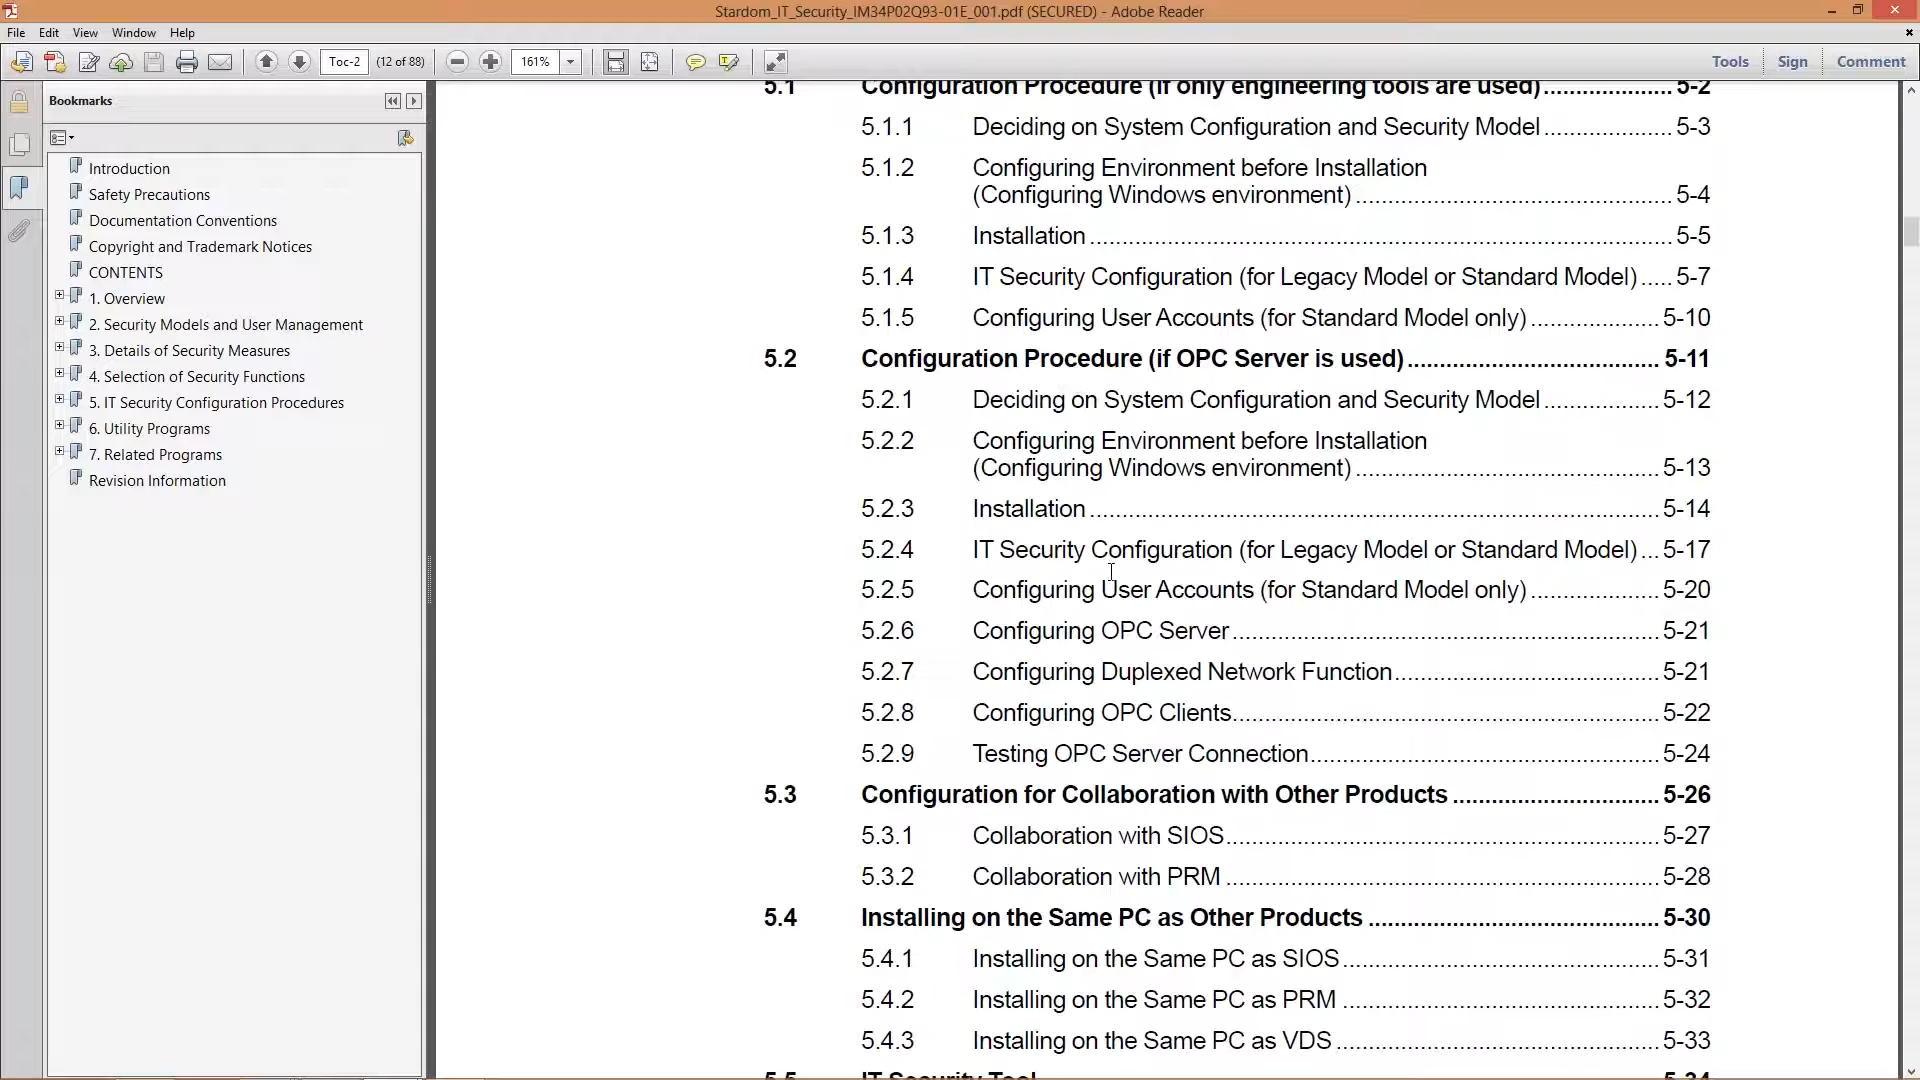 Stardom_IT_Security_IM34P02Q93-01E_001.pdf (SECURED) - Adobe Reader
File Edit View Window Help
Toc-2 (12 of 88) 161% Tools Sign Comment
Bookmarks
Introduction
Safety Precautions
Documentation Conventions
Copyright and Trademark Notices
CONTENTS
1. Overview
2. Security Models and User Management
3. Details of Security Measures
4. Selection of Security Functions
5. IT Security Configuration Procedures
6. Utility Programs
7. Related Programs
Revision Information
5.1 Configuration Procedure (if only engineering tools are used)..................... 5-2
5.1.1 Deciding on System Configuration and Security Model................... 5-3
5.1.2 Configuring Environment before Installation
(Configuring Windows environment)............................................... 5-4
5.1.3 Installation...................................................................................... 5-5
5.1.4 IT Security Configuration (for Legacy Model or Standard Model)..... 5-7
5.1.5 Configuring User Accounts (for Standard Model only)................... 5-10
5.2 Configuration Procedure (if OPC Server is used)..................................... 5-11
5.2.1 Deciding on System Configuration and Security Model................. 5-12
5.2.2 Configuring Environment before Installation
(Configuring Windows environment)............................................. 5-13
5.2.3 Installation.................................................................................... 5-14
5.2.4 IT Security Configuration (for Legacy Model or Standard Model)... 5-17
5.2.5 Configuring User Accounts (for Standard Model only)................... 5-20
5.2.6 Configuring OPC Server................................................................ 5-21
5.2.7 Configuring Duplexed Network Function....................................... 5-21
5.2.8 Configuring OPC Clients................................................................ 5-22
5.2.9 Testing OPC Server Connection.................................................... 5-24
5.3 Configuration for Collaboration with Other Products............................... 5-26
5.3.1 Collaboration with SIOS................................................................ 5-27
5.3.2 Collaboration with PRM................................................................ 5-28
5.4 Installing on the Same PC as Other Products........................................... 5-30
5.4.1 Installing on the Same PC as SIOS................................................ 5-31
5.4.2 Installing on the Same PC as PRM................................................ 5-32
5.4.3 Installing on the Same PC as VDS................................................. 5-33
5.5 IT Security Tool........................................................................................ 5-34